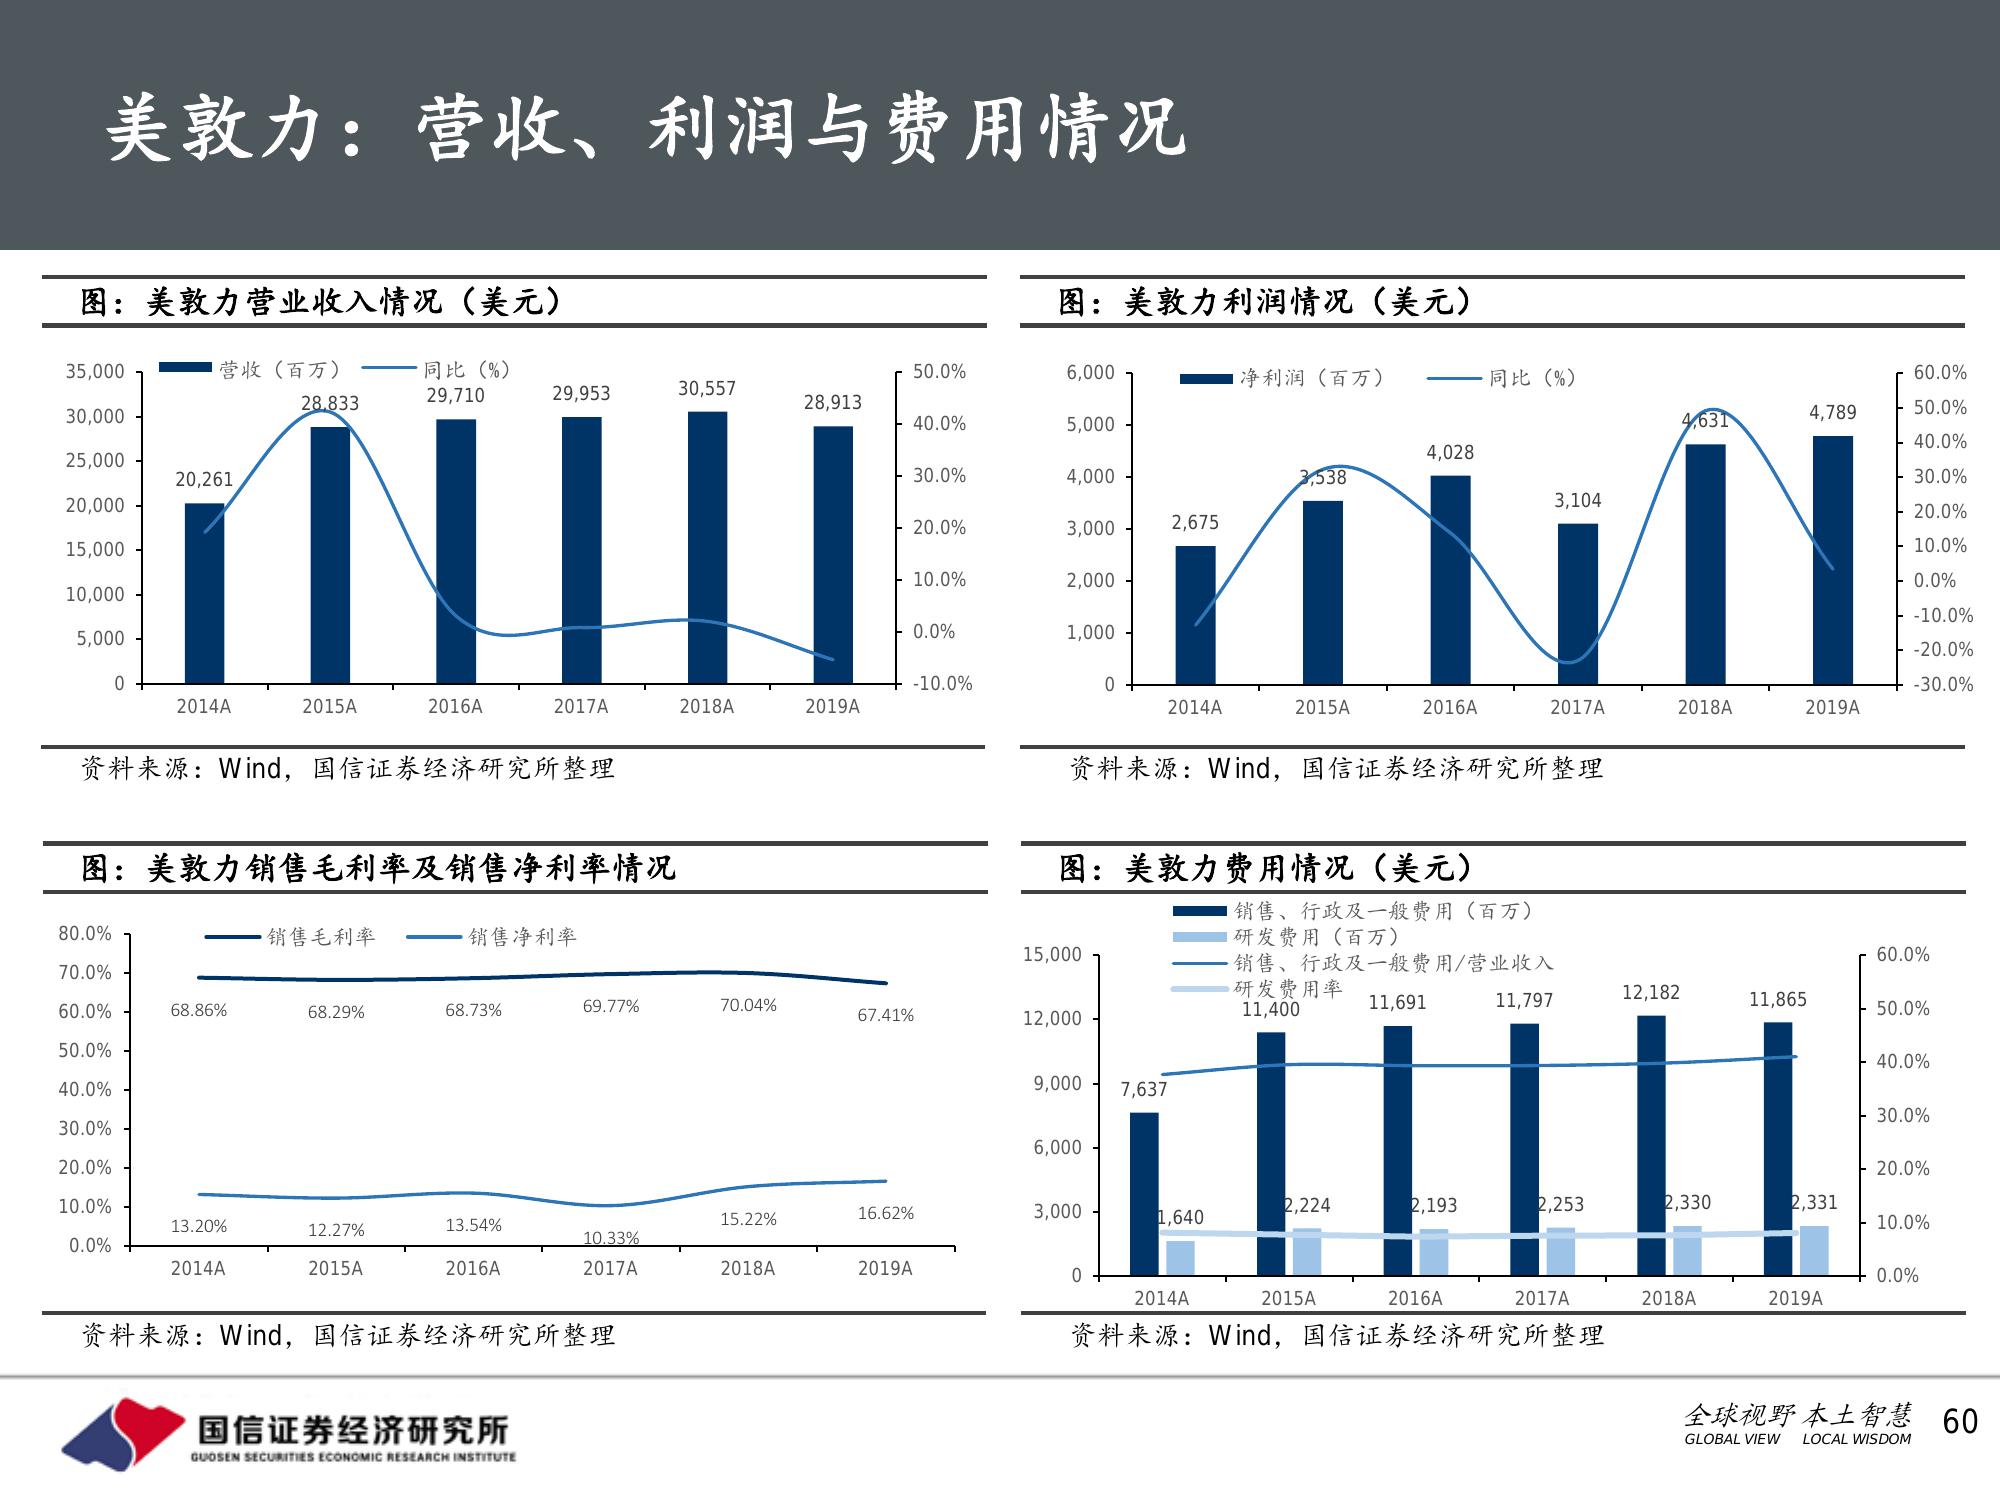 美敦力：营收、利润与费用情况
图：美敦力营业收入情况（美元）
营收（百万） 同比（%）
35,000
30,000
25,000
20,000
15,000
10,000
5,000
0
20,261
28,833
29,710
29,953
30,557
28,913
50.0%
40.0%
30.0%
20.0%
10.0%
0.0%
-10.0%
2014A 2015A 2016A 2017A 2018A 2019A
资料来源：Wind，国信证券经济研究所整理
图：美敦力利润情况（美元）
净利润（百万） 同比（%）
6,000
5,000
4,000
3,000
2,000
1,000
0
2,675
3,538
4,028
3,104
4,631
4,789
60.0%
50.0%
40.0%
30.0%
20.0%
10.0%
0.0%
-10.0%
-20.0%
-30.0%
2014A 2015A 2016A 2017A 2018A 2019A
资料来源：Wind，国信证券经济研究所整理
图：美敦力销售毛利率及销售净利率情况
销售毛利率 销售净利率
80.0%
70.0%
60.0%
50.0%
40.0%
30.0%
20.0%
10.0%
0.0%
68.86% 68.29% 68.73% 69.77% 70.04% 67.41%
13.20% 12.27% 13.54% 10.33% 15.22% 16.62%
2014A 2015A 2016A 2017A 2018A 2019A
资料来源：Wind，国信证券经济研究所整理
图：美敦力费用情况（美元）
销售、行政及一般费用（百万）
研发费用（百万）
销售、行政及一般费用/营业收入
研发费用率
15,000
12,000
9,000
6,000
3,000
0
7,637 11,400 11,691 11,797 12,182 11,865
1,640 2,224 2,193 2,253 2,330 2,331
60.0%
50.0%
40.0%
30.0%
20.0%
10.0%
0.0%
2014A 2015A 2016A 2017A 2018A 2019A
资料来源：Wind，国信证券经济研究所整理
国信证券经济研究所
GUOSEN SECURITIES ECONOMIC RESEARCH INSTITUTE
全球视野 本土智慧
GLOBAL VIEW LOCAL WISDOM
60